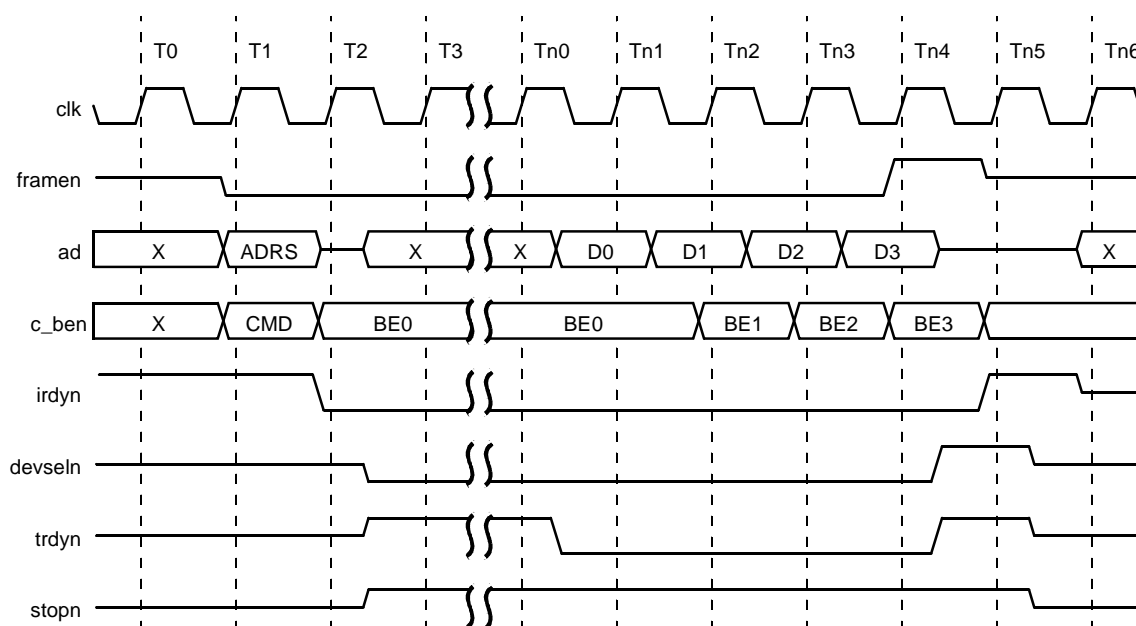 T0 T1 T2 T3 Tn0 Tn1 Tn2 Tn3 Tn4 Tn5 Tn6
clk
framen
ad X ADRS X X D0 D1 D2 D3 X
c_ben X CMD BE0 BE0 BE1 BE2 BE3
irdyn
devseln
trdyn
stopn